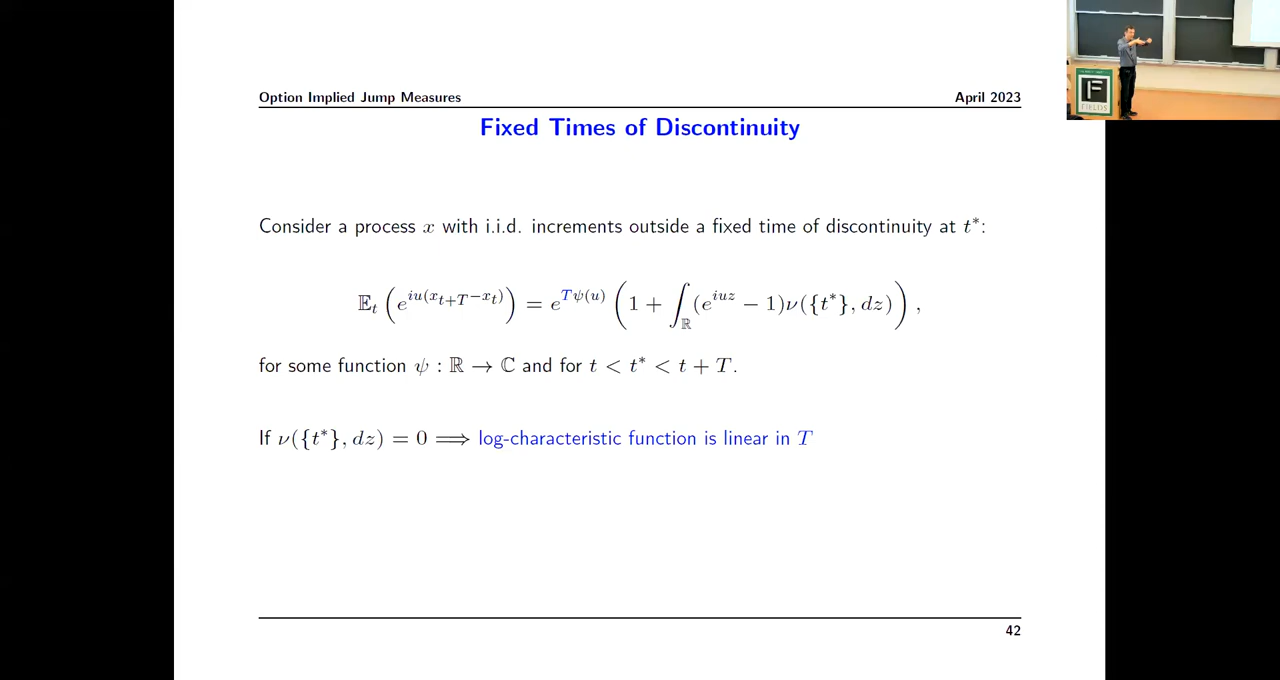 Option Implied Jump Measures April 2023
Fixed Times of Discontinuity
Consider a process x with i.i.d. increments outside a fixed time of discontinuity at t*:
𝔼_t (e^{iu(x_{t+T}−x_t)}) = e^{Tψ(u)} (1 + ∫_ℝ (e^{iuz} − 1)ν({t*}, dz)) ,
for some function ψ : ℝ → ℂ and for t < t* < t + T.
If ν({t*}, dz) = 0 ⟹ log-characteristic function is linear in T
42
F
FIELDS